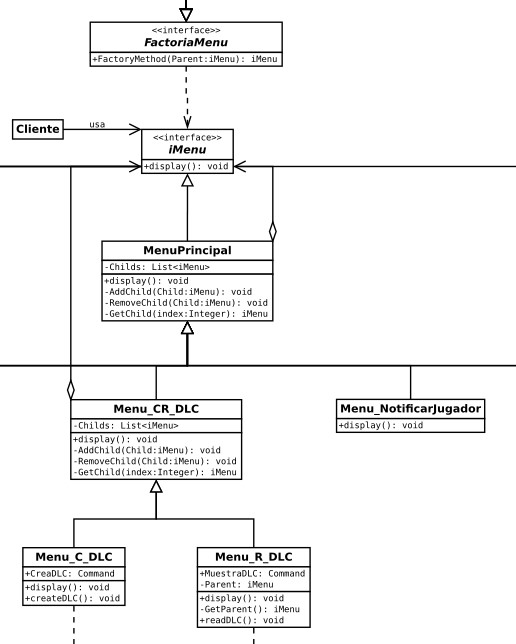 <<interface>>
FactoriaMenu
+FactoryMethod(Parent:iMenu): iMenu
Cliente
usa
<<interface>>
iMenu
+display(): void
MenuPrincipal
-Childs: List<iMenu>
+display(): void
-AddChild(Child:iMenu): void
-RemoveChild(Child:iMenu): void
-GetChild(index:Integer): iMenu
Menu_CR_DLC
-Childs: List<iMenu>
+display(): void
-AddChild(Child:iMenu): void
-RemoveChild(Child:iMenu): void
-GetChild(index:Integer): iMenu
Menu_NotificarJugador
+display(): void
Menu_C_DLC
+CreaDLC: Command
+display(): void
+createDLC(): void
Menu_R_DLC
+MuestraDLC: Command
-Parent: iMenu
+display(): void
-GetParent(): iMenu
+readDLC(): void